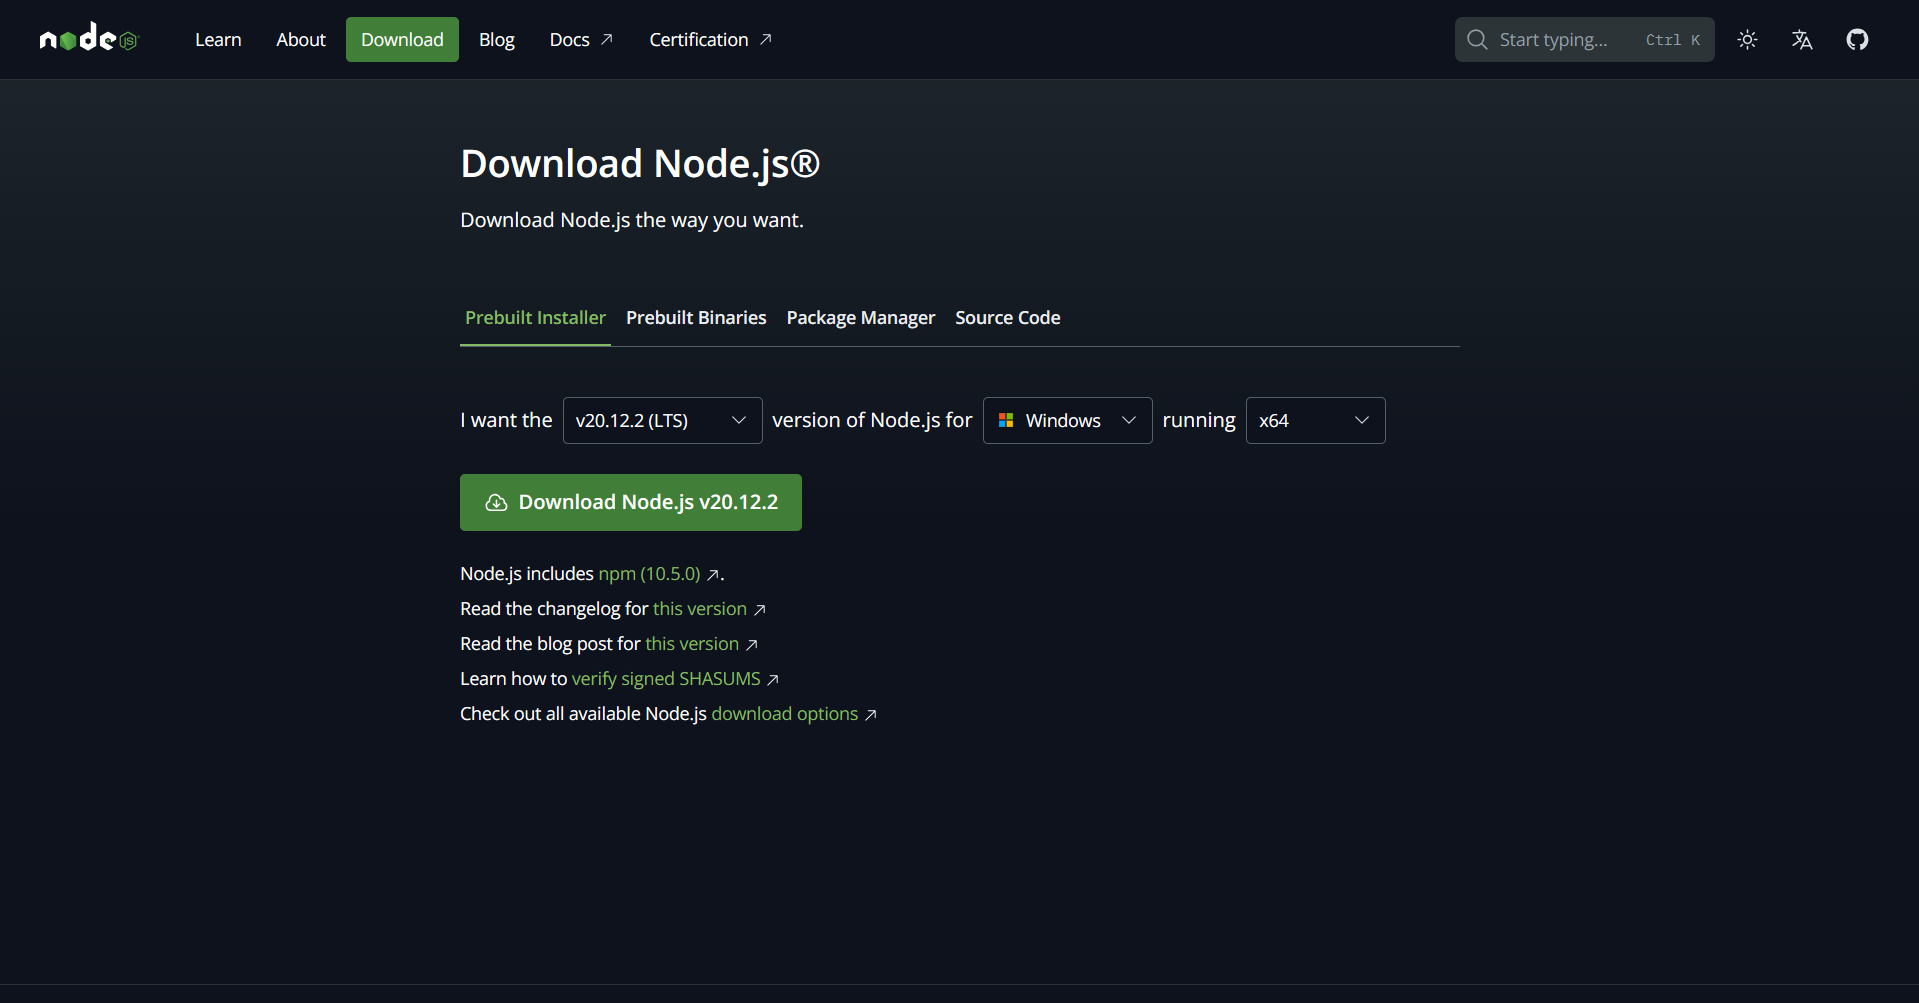 node JS
Learn About Download Blog Docs Certification Start typing... Ctrl K
Download Node.js®
Download Node.js the way you want.
Prebuilt Installer Prebuilt Binaries Package Manager Source Code
I want the v20.12.2 (LTS) version of Node.js for Windows running x64
Download Node.js v20.12.2
Node.js includes npm (10.5.0) .
Read the changelog for this version
Read the blog post for this version
Learn how to verify signed SHASUMS
Check out all available Node.js download options